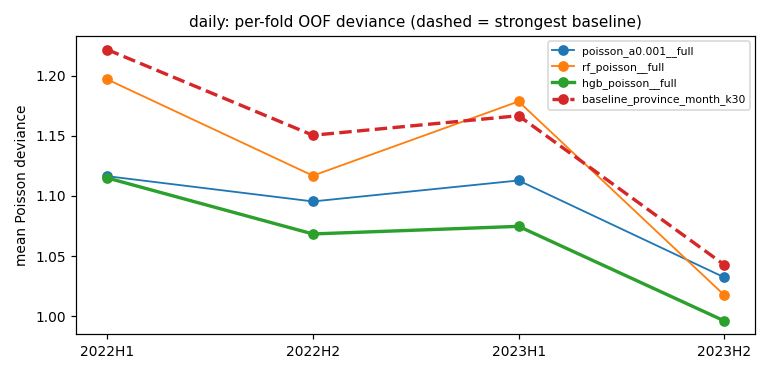 daily: per-fold OOF deviance (dashed = strongest baseline)
poisson_a0.001__full
rf_poisson__full
hgb_poisson__full
baseline_province_month_k30
mean Poisson deviance
1.20
1.15
1.10
1.05
1.00
2022H1 2022H2 2023H1 2023H2